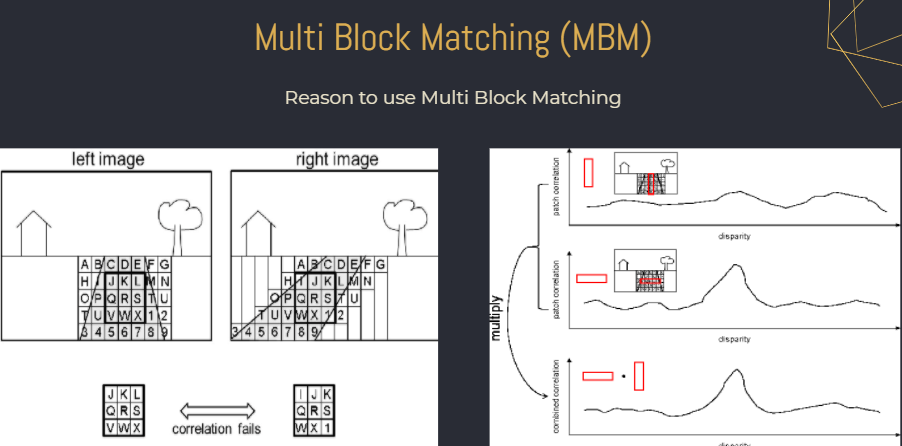 Multi Block Matching (MBM)
Reason to use Multi Block Matching
left image
right image
A B C D E F G
H I J K L M N
O P Q R S T U
T U V W X 1 2
3 4 5 6 7 8 9
A B C D E F G
H I J K L M N
O P Q R S T U
T U V W X 1 2
3 4 5 6 7 8 9
J K L
Q R S
V W X
correlation fails
I J K
Q R S
W X 1
patch correlation
disparity
patch correlation
disparity
multiply
combined correlation
disparity